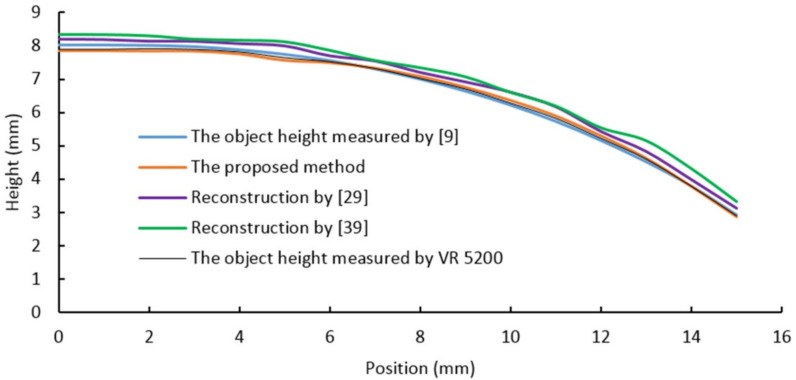 9
8
7
6
5
4
3
2
1
0
Height (mm)
The object height measured by [9]
The proposed method
Reconstruction by [29]
Reconstruction by [39]
The object height measured by VR 5200
0 2 4 6 8 10 12 14 16
Position (mm)